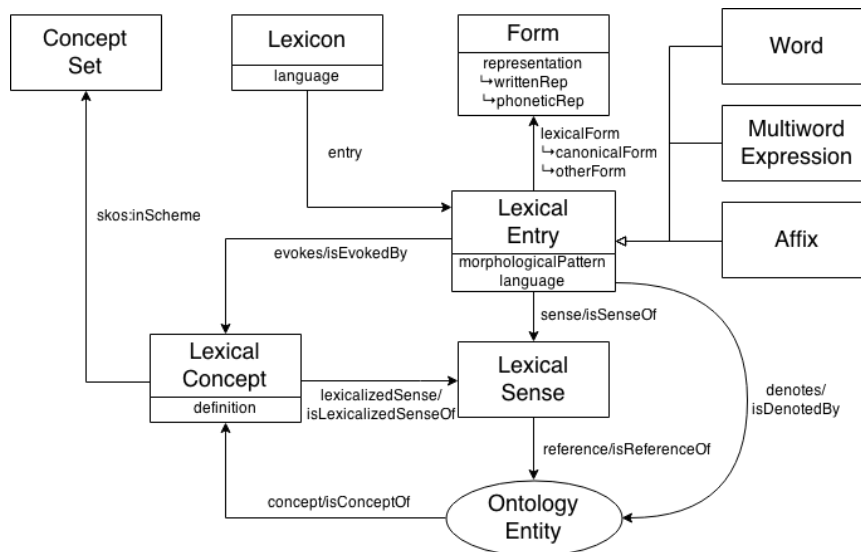 Concept
Set
Lexicon
language
Form
representation
↳writtenRep
↳phoneticRep
Word
Multiword
Expression
Affix
entry
lexicalForm
↳canonicalForm
↳otherForm
skos:inScheme
Lexical
Entry
morphologicalPattern
language
evokes/isEvokedBy
sense/isSenseOf
Lexical
Concept
definition
lexicalizedSense/
isLexicalizedSenseOf
Lexical
Sense
denotes/
isDenotedBy
reference/isReferenceOf
concept/isConceptOf
Ontology
Entity